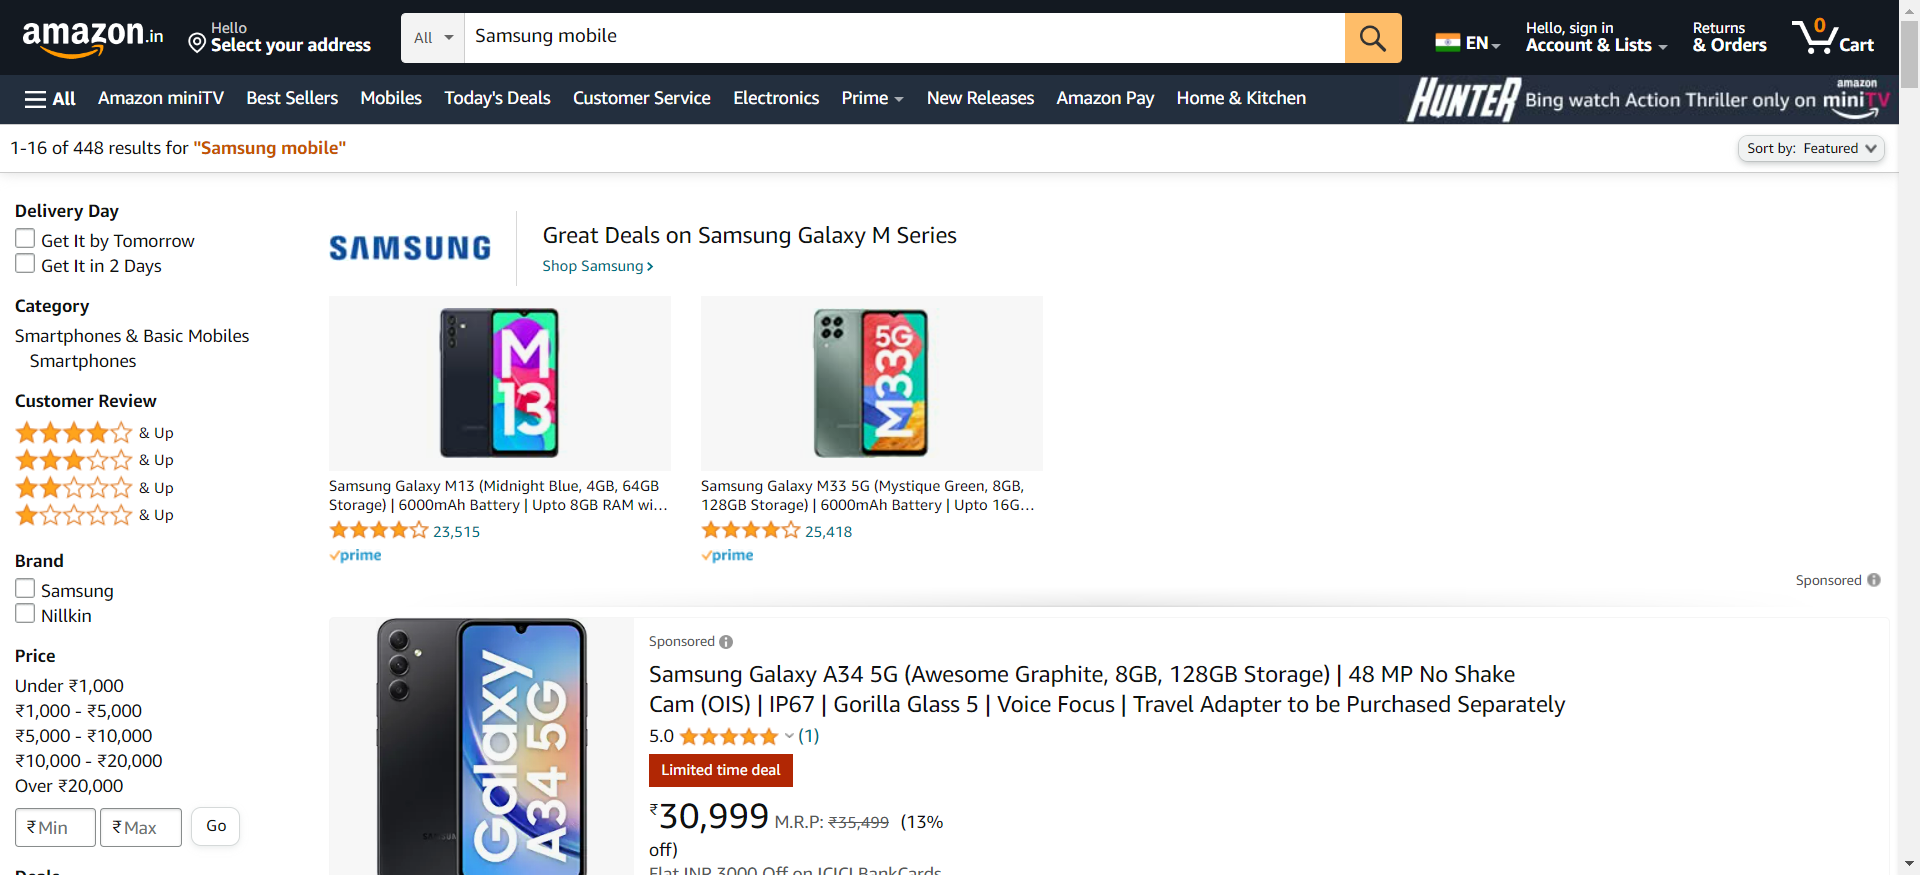 amazon.in
Hello
Select your address
All
Samsung mobile
EN
Hello, sign in
Account & Lists
Returns
& Orders
0
Cart
All
Amazon miniTV
Best Sellers
Mobiles
Today's Deals
Customer Service
Electronics
Prime
New Releases
Amazon Pay
Home & Kitchen
HUNTER Bing watch Action Thriller only on amazon miniTV
1-16 of 448 results for "Samsung mobile"
Sort by: Featured
Delivery Day
Get It by Tomorrow
Get It in 2 Days
Category
Smartphones & Basic Mobiles
Smartphones
Customer Review
& Up
& Up
& Up
& Up
Brand
Samsung
Nillkin
Price
Under ₹1,000
₹1,000 - ₹5,000
₹5,000 - ₹10,000
₹10,000 - ₹20,000
Over ₹20,000
₹ Min
₹ Max
Go
Deals
SAMSUNG
Great Deals on Samsung Galaxy M Series
Shop Samsung
M
13
Samsung Galaxy M13 (Midnight Blue, 4GB, 64GB
Storage) | 6000mAh Battery | Upto 8GB RAM wi...
23,515
prime
M33 5G
Samsung Galaxy M33 5G (Mystique Green, 8GB,
128GB Storage) | 6000mAh Battery | Upto 16G...
25,418
prime
Sponsored
Galaxy
A34 5G
SAMSUNG
Sponsored
Samsung Galaxy A34 5G (Awesome Graphite, 8GB, 128GB Storage) | 48 MP No Shake
Cam (OIS) | IP67 | Gorilla Glass 5 | Voice Focus | Travel Adapter to be Purchased Separately
5.0 (1)
Limited time deal
₹30,999 M.R.P: ₹35,499 (13%
off)
Flat INR 3000 Off on ICICI BankCards